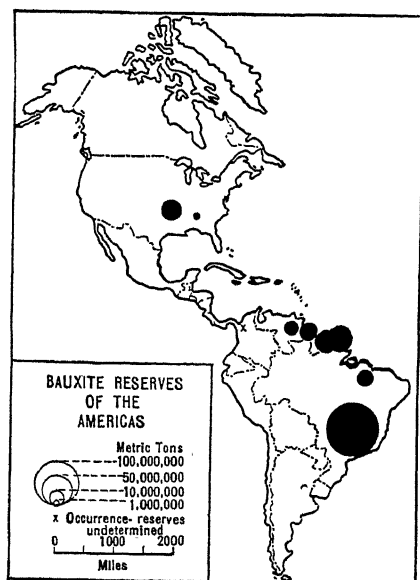 BAUXITE RESERVES
OF THE
AMERICAS
Metric Tons
100,000,000
50,000,000
10,000,000
1,000,000
x Occurrence- reserves
undetermined
0 1000 2000
Miles